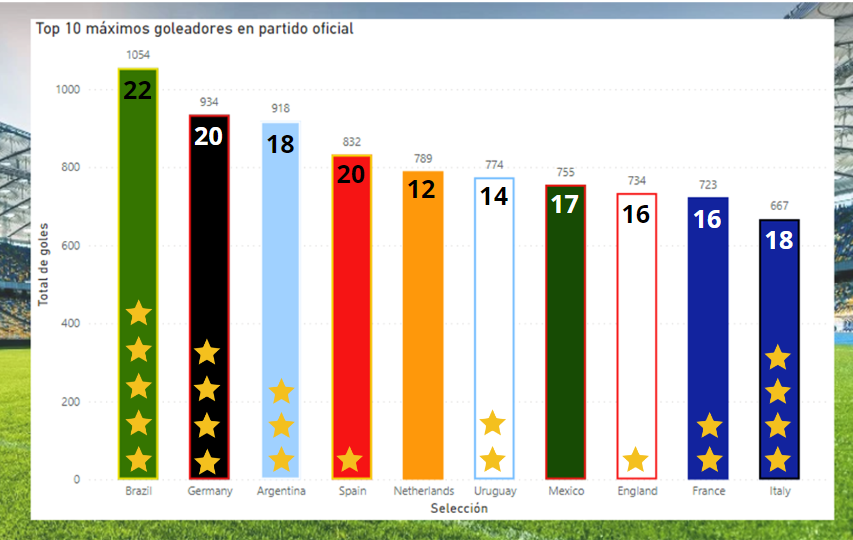 Top 10 máximos goleadores en partido oficial
1054
934
918
832
789
774
755
734
723
667
22
20
18
20
12
14
17
16
16
18
1000
800
600
400
200
0
Total de goles
Brazil
Germany
Argentina
Spain
Netherlands
Uruguay
Mexico
England
France
Italy
Selección